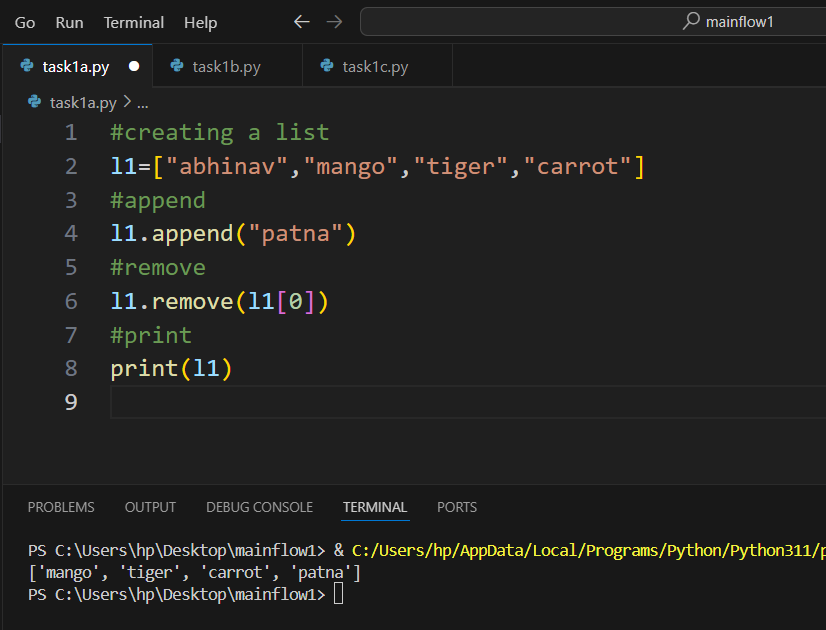 Go Run Terminal Help ← → mainflow1
task1a.py task1b.py task1c.py
task1a.py > ...
1 #creating a list
2 l1=["abhinav","mango","tiger","carrot"]
3 #append
4 l1.append("patna")
5 #remove
6 l1.remove(l1[0])
7 #print
8 print(l1)
9
PROBLEMS OUTPUT DEBUG CONSOLE TERMINAL PORTS
PS C:\Users\hp\Desktop\mainflow1> & C:/Users/hp/AppData/Local/Programs/Python/Python311/p
['mango', 'tiger', 'carrot', 'patna']
PS C:\Users\hp\Desktop\mainflow1>